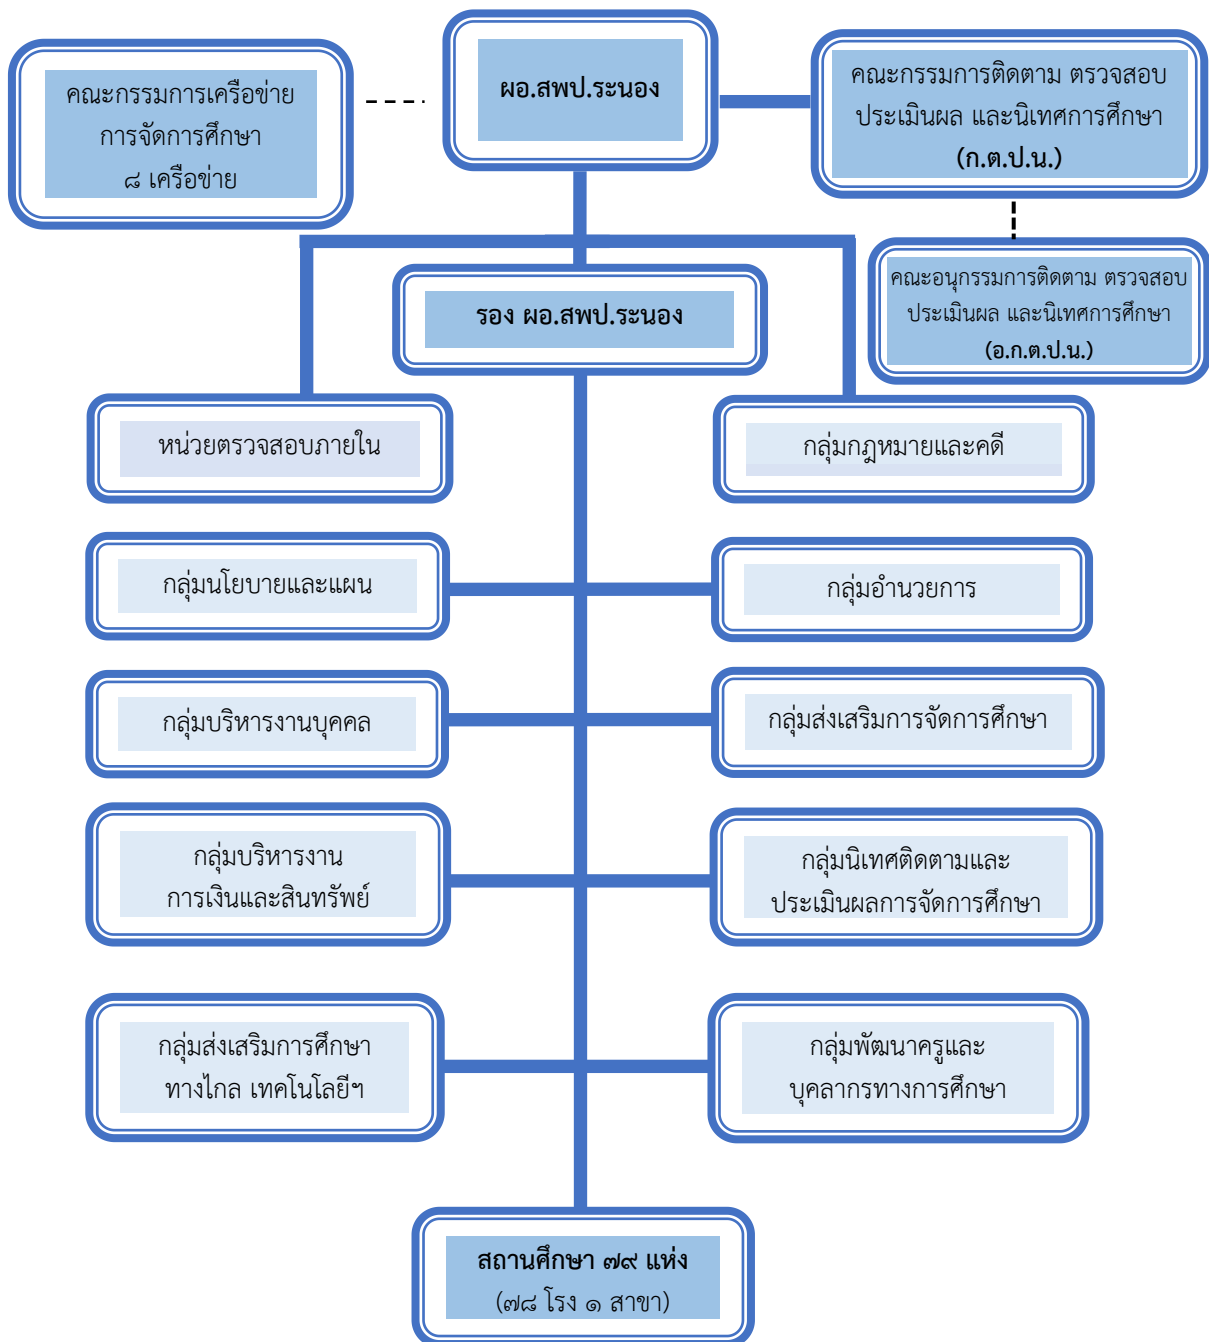 คณะกรรมการเครือข่าย
การจัดการศึกษา
๘ เครือข่าย
ผอ.สพป.ระนอง
คณะกรรมการติดตาม ตรวจสอบ
ประเมินผล และนิเทศการศึกษา
(ก.ต.ป.น.)
คณะอนุกรรมการติดตาม ตรวจสอบ
ประเมินผล และนิเทศการศึกษา
(อ.ก.ต.ป.น.)
รอง ผอ.สพป.ระนอง
หน่วยตรวจสอบภายใน
กลุ่มกฎหมายและคดี
กลุ่มนโยบายและแผน
กลุ่มอำนวยการ
กลุ่มบริหารงานบุคคล
กลุ่มส่งเสริมการจัดการศึกษา
กลุ่มบริหารงาน
การเงินและสินทรัพย์
กลุ่มนิเทศติดตามและ
ประเมินผลการจัดการศึกษา
กลุ่มส่งเสริมการศึกษา
ทางไกล เทคโนโลยีฯ
กลุ่มพัฒนาครูและ
บุคลากรทางการศึกษา
สถานศึกษา ๗๙ แห่ง
(๗๘ โรง ๑ สาขา)